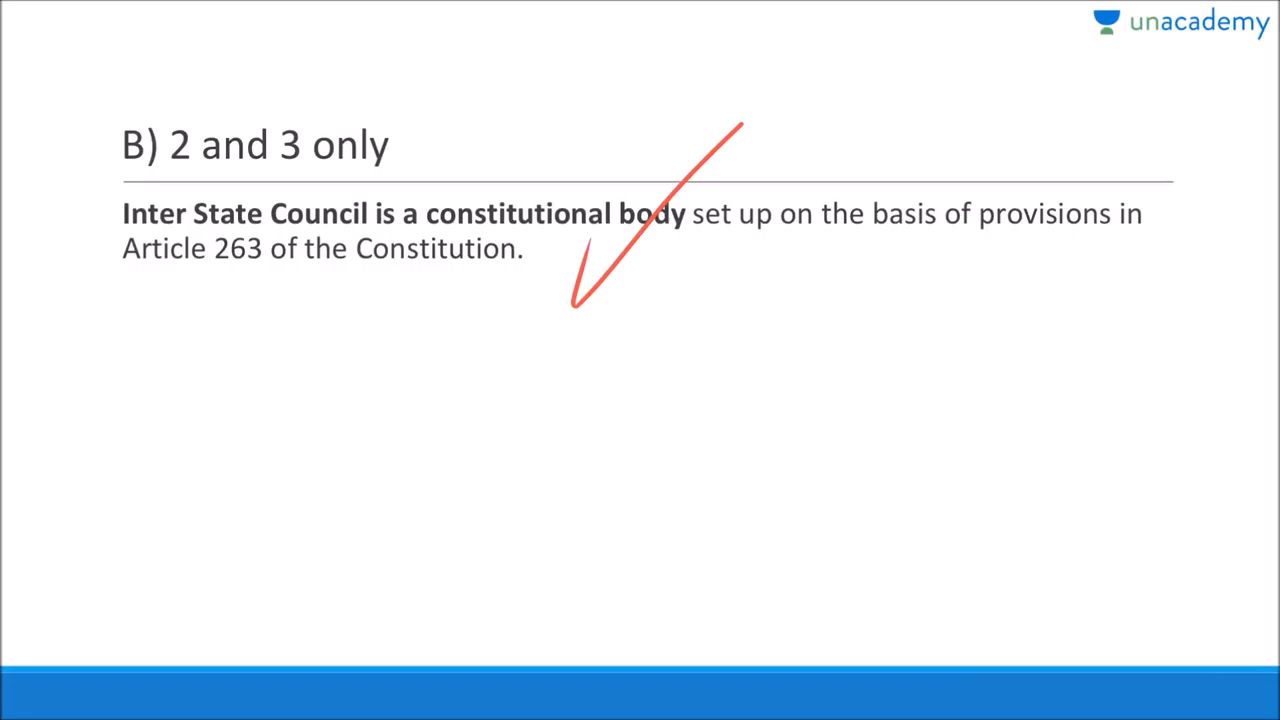 unacademy
B) 2 and 3 only
Inter State Council is a constitutional body set up on the basis of provisions in
Article 263 of the Constitution.